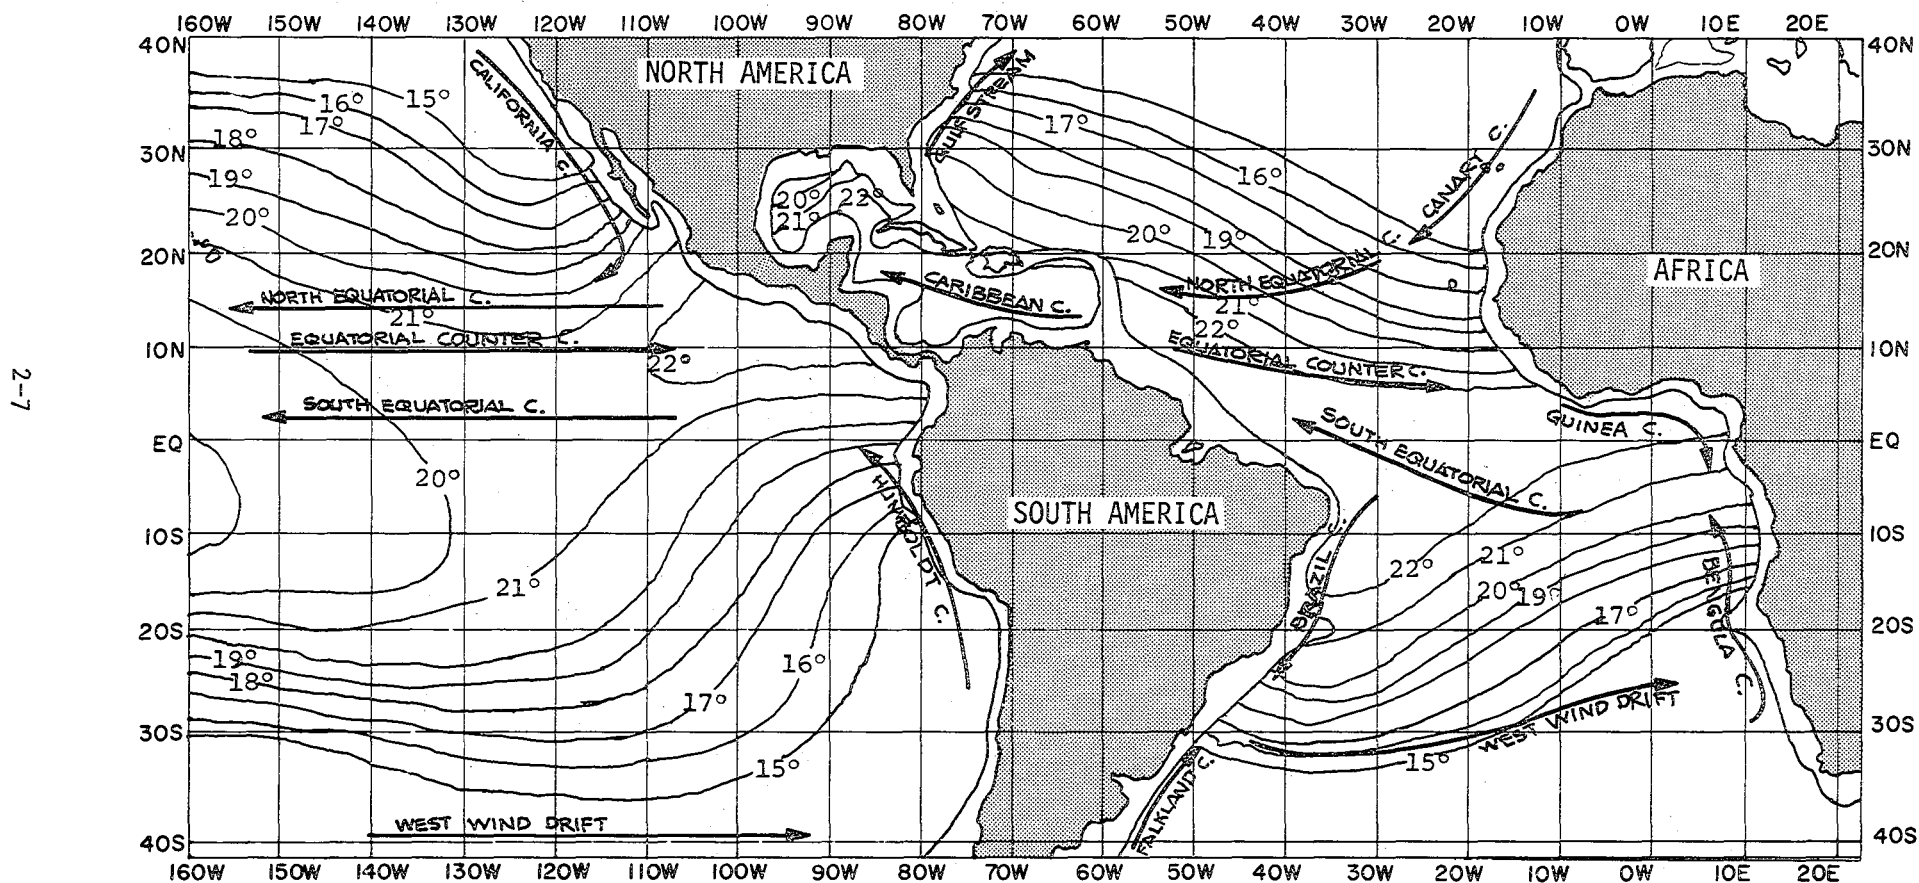 160W 150W 140W 130W 120W 110W 100W 90W 80W 70W 60W 50W 40W 30W 20W 10W 0W 10E 20E
40N
40N
NORTH AMERICA
CALIFORNIA C.
GULF STREAM
15°
16°
17°
17°
18°
30N
30N
CANARY C.
16°
19°
20°
22°
20°
21°
20°
19°
20N
20N
AFRICA
NORTH EQUATORIAL C.
CARIBBEAN C.
NORTH EQUATORIAL C.
21°
21°
22°
EQUATORIAL COUNTER C.
EQUATORIAL COUNTER C.
10N
10N
22°
2-7
SOUTH EQUATORIAL C.
SOUTH EQUATORIAL C.
GUINEA C.
EQ
EQ
20°
HUMBOLDT C.
SOUTH AMERICA
10S
10S
BRAZIL C.
21°
22°
21°
20°
19°
17°
BENGULA C.
20S
20S
19°
18°
16°
17°
30S
30S
WEST WIND DRIFT
15°
15°
FALKLAND C.
WEST WIND DRIFT
40S
40S
160W 150W 140W 130W 120W 110W 100W 90W 80W 70W 60W 50W 40W 30W 20W 10W 0W 10E 20E